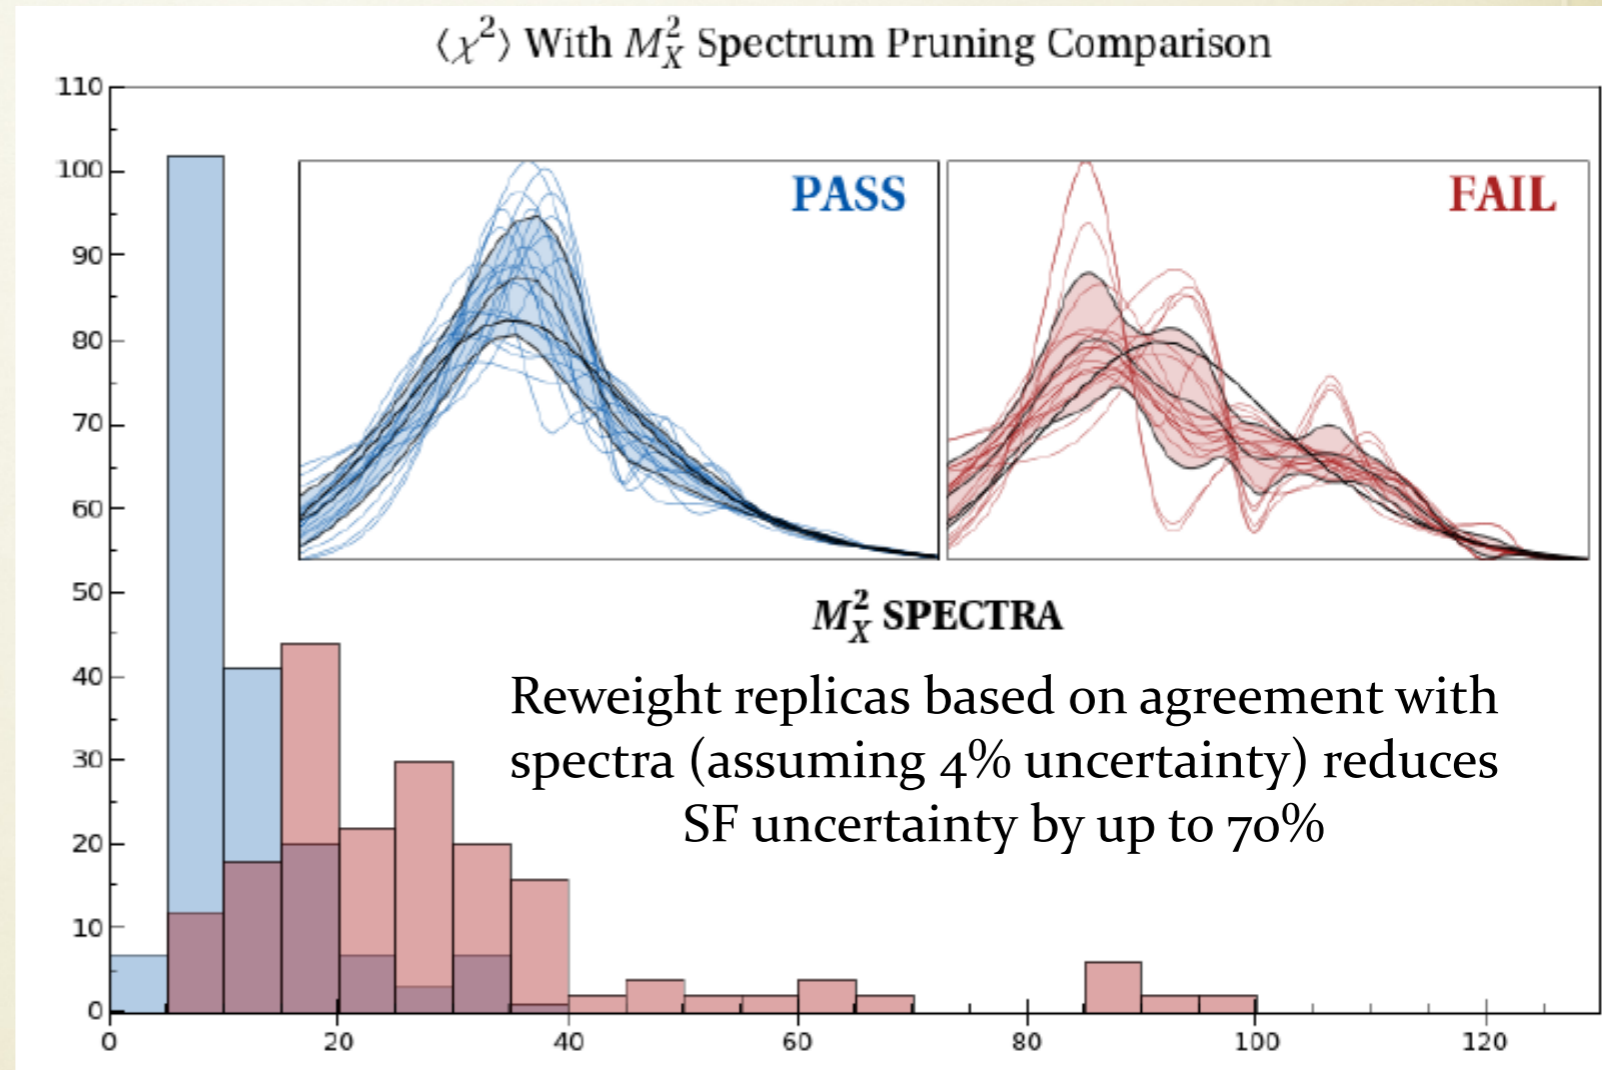 ⟨χ²⟩ With M_X² Spectrum Pruning Comparison
110
100
90
80
70
60
50
40
30
20
10
0
PASS
FAIL
M_X² SPECTRA
Reweight replicas based on agreement with
spectra (assuming 4% uncertainty) reduces
SF uncertainty by up to 70%
0 20 40 60 80 100 120